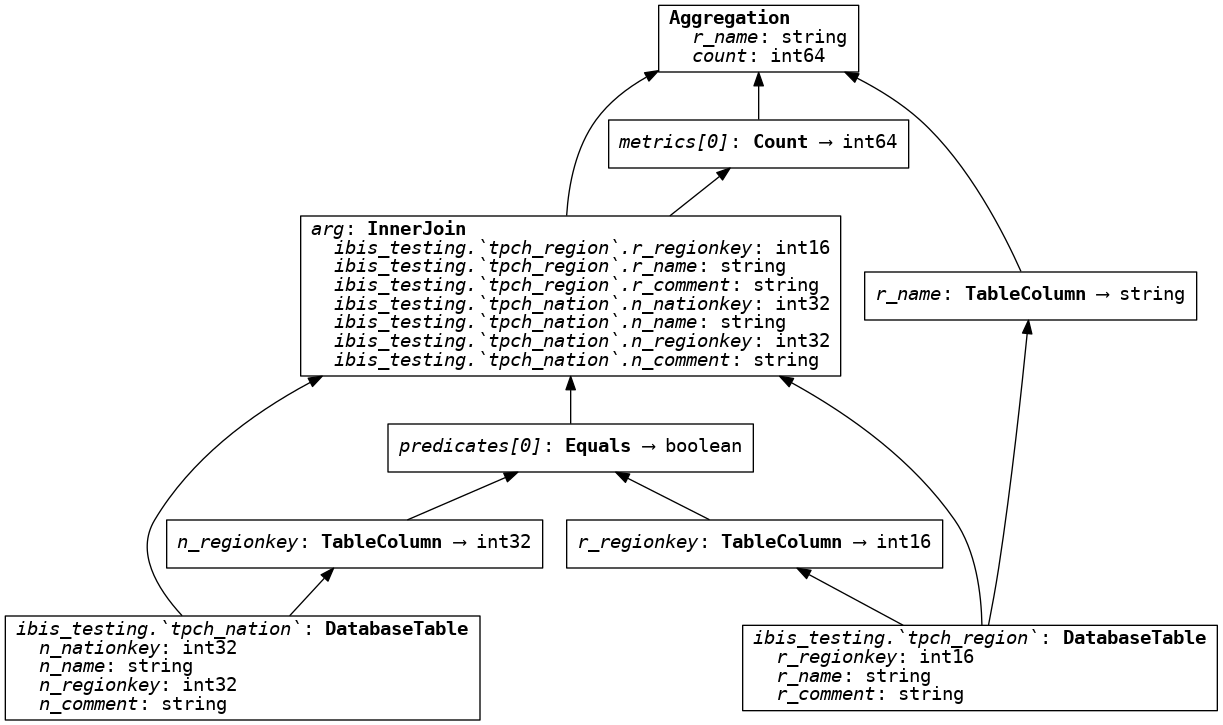 Aggregation
r_name: string
count: int64
metrics[0]: Count → int64
arg: InnerJoin
ibis_testing.`tpch_region`.r_regionkey: int16
ibis_testing.`tpch_region`.r_name: string
ibis_testing.`tpch_region`.r_comment: string
ibis_testing.`tpch_nation`.n_nationkey: int32
ibis_testing.`tpch_nation`.n_name: string
ibis_testing.`tpch_nation`.n_regionkey: int32
ibis_testing.`tpch_nation`.n_comment: string
r_name: TableColumn → string
predicates[0]: Equals → boolean
n_regionkey: TableColumn → int32
r_regionkey: TableColumn → int16
ibis_testing.`tpch_nation`: DatabaseTable
n_nationkey: int32
n_name: string
n_regionkey: int32
n_comment: string
ibis_testing.`tpch_region`: DatabaseTable
r_regionkey: int16
r_name: string
r_comment: string